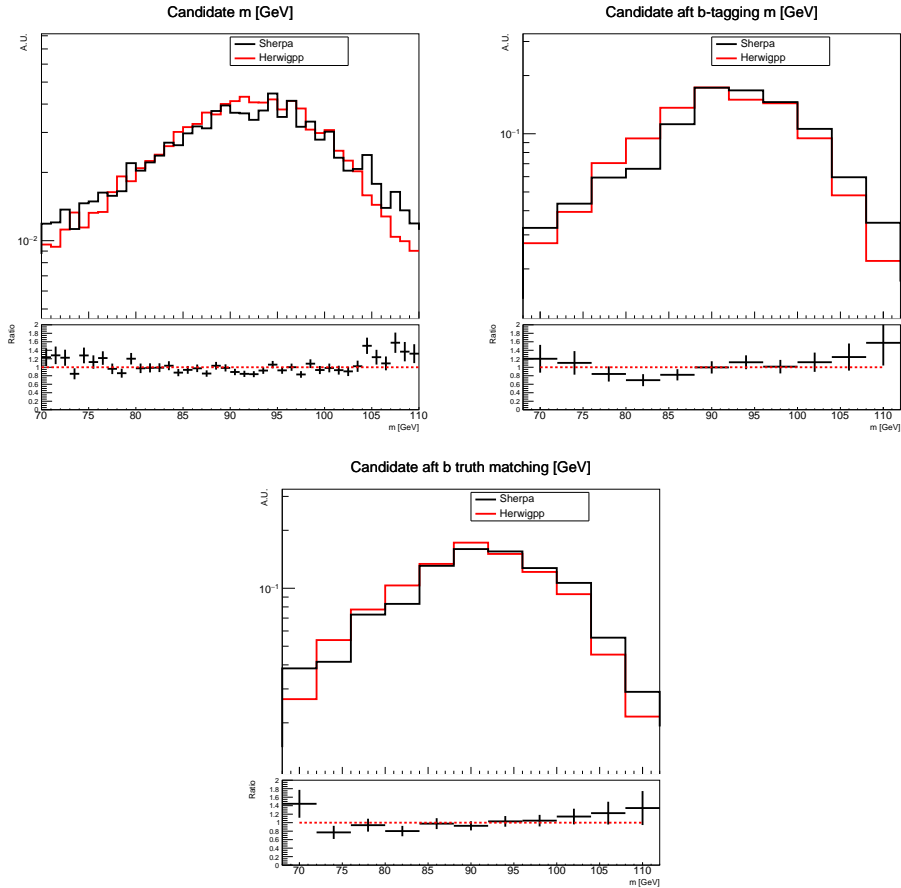 Candidate m [GeV]
A.U.
Sherpa
Herwigpp
10⁻²
Ratio
2
1.8
1.6
1.4
1.2
1
0.8
0.6
0.4
0.2
0
70 75 80 85 90 95 100 105 110
m [GeV]
Candidate aft b-tagging m [GeV]
A.U.
Sherpa
Herwigpp
10⁻¹
Ratio
2
1.8
1.6
1.4
1.2
1
0.8
0.6
0.4
0.2
0
70 75 80 85 90 95 100 105 110
m [GeV]
Candidate aft b truth matching [GeV]
A.U.
Sherpa
Herwigpp
10⁻¹
Ratio
2
1.8
1.6
1.4
1.2
1
0.8
0.6
0.4
0.2
0
70 75 80 85 90 95 100 105 110
m [GeV]